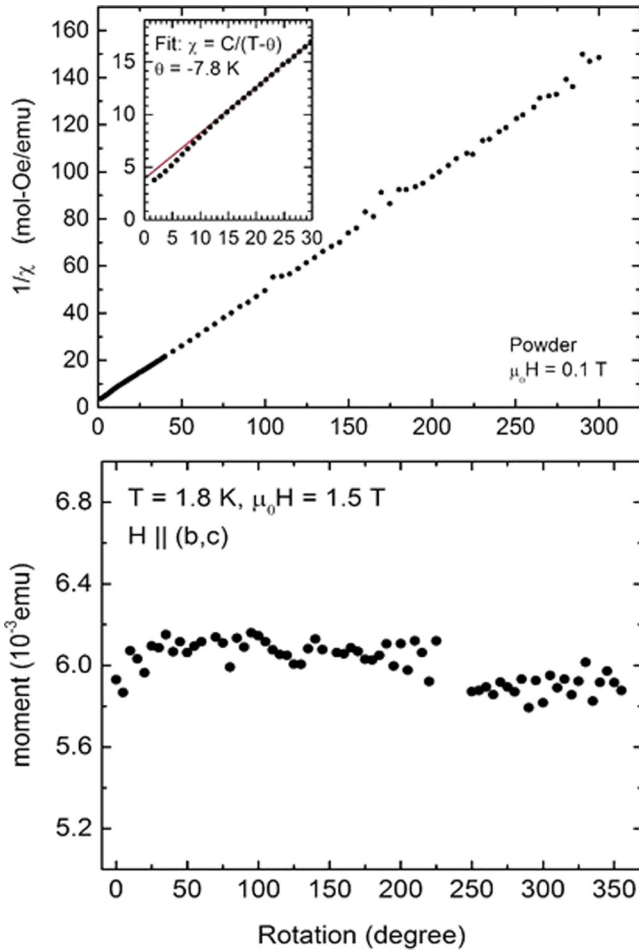 160
140
120
100
80
60
40
20
0
1/χ (mol-Oe/emu)
15
10
5
0
Fit: χ = C/(T-θ)
θ = -7.8 K
0 5 10 15 20 25 30
Powder
μ₀H = 0.1 T
0 50 100 150 200 250 300
6.8
6.4
6.0
5.6
5.2
moment (10⁻³emu)
T = 1.8 K, μ₀H = 1.5 T
H || (b,c)
0 50 100 150 200 250 300 350
Rotation (degree)